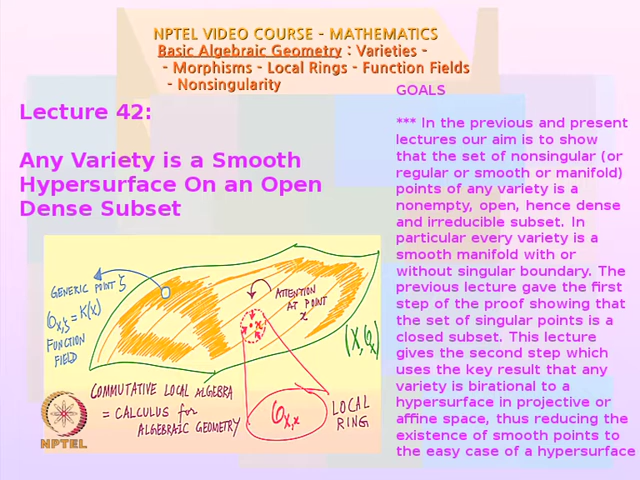 NPTEL VIDEO COURSE - MATHEMATICS
Basic Algebraic Geometry : Varieties -
- Morphisms - Local Rings - Function Fields
- Nonsingularity
Lecture 42:
Any Variety is a Smooth
Hypersurface On an Open
Dense Subset
GOALS
*** In the previous and present
lectures our aim is to show
that the set of nonsingular (or
regular or smooth or manifold)
points of any variety is a
nonempty, open, hence dense
and irreducible subset. In
particular every variety is a
smooth manifold with or
without singular boundary. The
previous lecture gave the first
step of the proof showing that
the set of singular points is a
closed subset. This lecture
gives the second step which
uses the key result that any
variety is birational to a
hypersurface in projective or
affine space, thus reducing the
existence of smooth points to
the easy case of a hypersurface
GENERIC POINT ξ
𝒪X,ξ = K(X)
FUNCTION
FIELD
ATTENTION
AT POINT
x
x
(X, 𝒪X)
COMMUTATIVE LOCAL ALGEBRA
= CALCULUS for
ALGEBRAIC GEOMETRY
𝒪X,x
LOCAL
RING
NPTEL